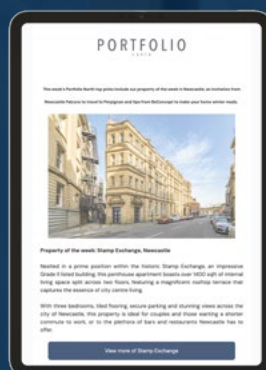 PORTFOLIO
NORTH
This week's Portfolio North top picks include our property of the week in Newcastle, an invitation from
Newcastle Falcons to travel to Perpignan and tips from BoConcept to make your home winter ready.
Property of the week: Stamp Exchange, Newcastle
Nestled in a prime position within the historic Stamp Exchange, an impressive
Grade II listed building, this penthouse apartment boasts over 1400 sqft of internal
living space split across two floors, featuring a magnificent rooftop terrace that
captures the essence of city centre living.
With three bedrooms, tiled flooring, secure parking and stunning views across the
city of Newcastle, this property is ideal for couples and those wanting a shorter
commute to work, or to the plethora of bars and restaurants Newcastle has to
offer.
View more of Stamp Exchange